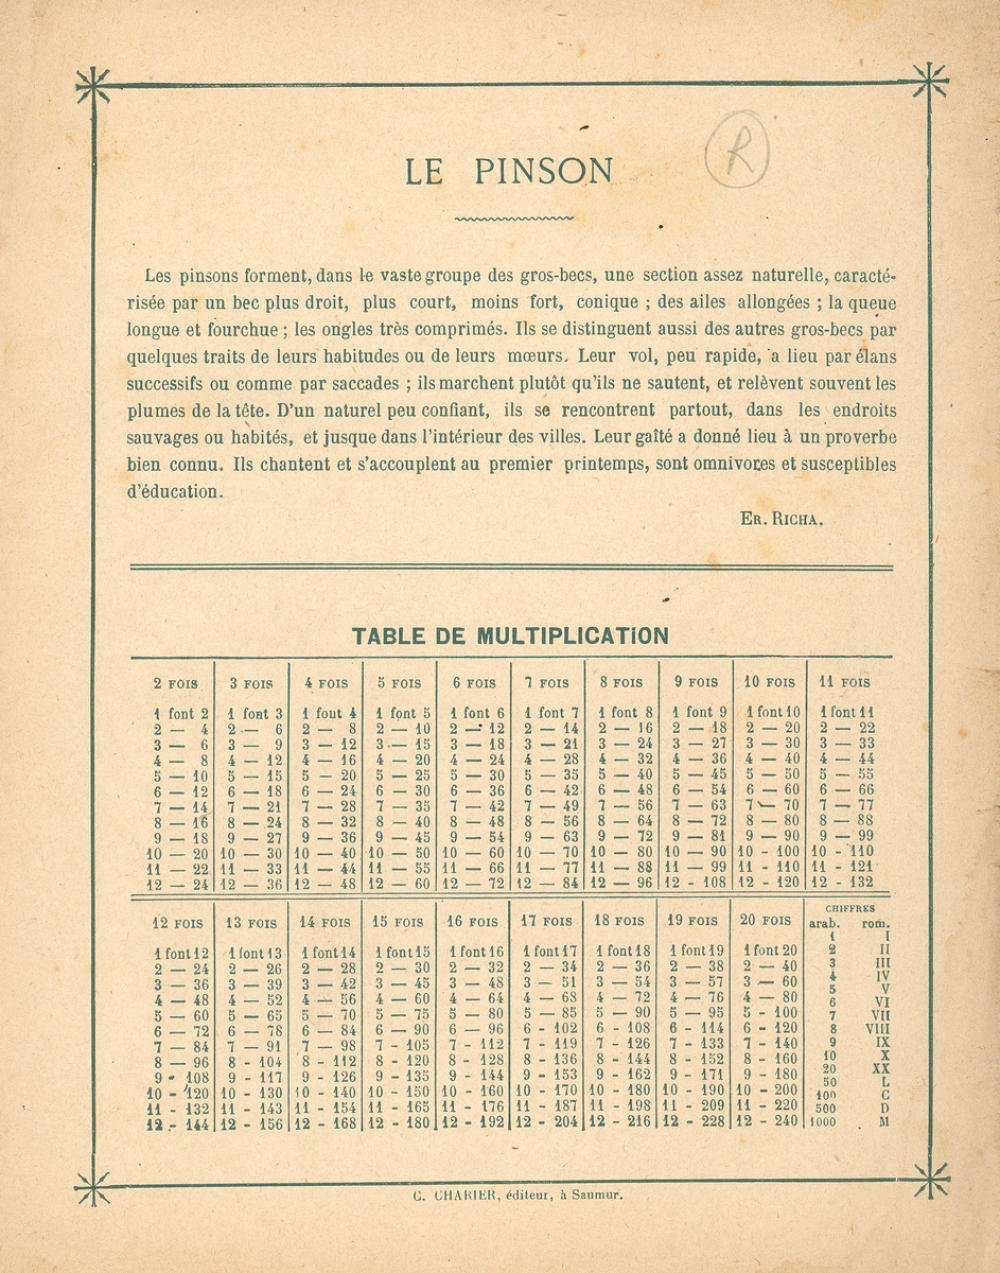 R
LE PINSON
Les pinsons forment, dans le vaste groupe des gros-becs, une section assez naturelle, caracté-
risée par un bec plus droit, plus court, moins fort, conique ; des ailes allongées ; la queue
longue et fourchue ; les ongles très comprimés. Ils se distinguent aussi des autres gros-becs par
quelques traits de leurs habitudes ou de leurs mœurs. Leur vol, peu rapide, a lieu par élans
successifs ou comme par saccades ; ils marchent plutôt qu'ils ne sautent, et relèvent souvent les
plumes de la tête. D'un naturel peu confiant, ils se rencontrent partout, dans les endroits
sauvages ou habités, et jusque dans l'intérieur des villes. Leur gaîté a donné lieu à un proverbe
bien connu. Ils chantent et s'accouplent au premier printemps, sont omnivores et susceptibles
d'éducation.
ER. RICHA.
TABLE DE MULTIPLICATION
2 FOIS 3 FOIS 4 FOIS 5 FOIS 6 FOIS 7 FOIS 8 FOIS 9 FOIS 10 FOIS 11 FOIS
1 font 2 1 font 3 1 font 4 1 font 5 1 font 6 1 font 7 1 font 8 1 font 9 1 font 10 1 font 11
2 — 4 2 — 6 2 — 8 2 — 10 2 — 12 2 — 14 2 — 16 2 — 18 2 — 20 2 — 22
3 — 6 3 — 9 3 — 12 3 — 15 3 — 18 3 — 21 3 — 24 3 — 27 3 — 30 3 — 33
4 — 8 4 — 12 4 — 16 4 — 20 4 — 24 4 — 28 4 — 32 4 — 36 4 — 40 4 — 44
5 — 10 5 — 15 5 — 20 5 — 25 5 — 30 5 — 35 5 — 40 5 — 45 5 — 50 5 — 55
6 — 12 6 — 18 6 — 24 6 — 30 6 — 36 6 — 42 6 — 48 6 — 54 6 — 60 6 — 66
7 — 14 7 — 21 7 — 28 7 — 35 7 — 42 7 — 49 7 — 56 7 — 63 7 — 70 7 — 77
8 — 16 8 — 24 8 — 32 8 — 40 8 — 48 8 — 56 8 — 64 8 — 72 8 — 80 8 — 88
9 — 18 9 — 27 9 — 36 9 — 45 9 — 54 9 — 63 9 — 72 9 — 81 9 — 90 9 — 99
10 — 20 10 — 30 10 — 40 10 — 50 10 — 60 10 — 70 10 — 80 10 — 90 10 - 100 10 - 110
11 — 22 11 — 33 11 — 44 11 — 55 11 — 66 11 — 77 11 — 88 11 — 99 11 - 110 11 - 121
12 — 24 12 — 36 12 — 48 12 — 60 12 — 72 12 — 84 12 — 96 12 - 108 12 - 120 12 - 132
12 FOIS 13 FOIS 14 FOIS 15 FOIS 16 FOIS 17 FOIS 18 FOIS 19 FOIS 20 FOIS
1 font 12 1 font 13 1 font 14 1 font 15 1 font 16 1 font 17 1 font 18 1 font 19 1 font 20
2 — 24 2 — 26 2 — 28 2 — 30 2 — 32 2 — 34 2 — 36 2 — 38 2 — 40
3 — 36 3 — 39 3 — 42 3 — 45 3 — 48 3 — 51 3 — 54 3 — 57 3 — 60
4 — 48 4 — 52 4 — 56 4 — 60 4 — 64 4 — 68 4 — 72 4 — 76 4 — 80
5 — 60 5 — 65 5 — 70 5 — 75 5 — 80 5 — 85 5 — 90 5 — 95 5 - 100
6 — 72 6 — 78 6 — 84 6 — 90 6 — 96 6 - 102 6 - 108 6 - 114 6 - 120
7 — 84 7 — 91 7 — 98 7 - 105 7 - 112 7 - 119 7 - 126 7 - 133 7 - 140
8 — 96 8 - 104 8 - 112 8 - 120 8 - 128 8 - 136 8 - 144 8 - 152 8 - 160
9 - 108 9 - 117 9 - 126 9 - 135 9 - 144 9 - 153 9 - 162 9 - 171 9 - 180
10 - 120 10 - 130 10 - 140 10 - 150 10 - 160 10 - 170 10 - 180 10 - 190 10 - 200
11 - 132 11 - 143 11 - 154 11 - 165 11 - 176 11 - 187 11 - 198 11 - 209 11 - 220
12 - 144 12 - 156 12 - 168 12 - 180 12 - 192 12 - 204 12 - 216 12 - 228 12 - 240
CHIFFRES
arab. rom.
1 I
2 II
3 III
4 IV
5 V
6 VI
7 VII
8 VIII
9 IX
10 X
20 XX
50 L
100 C
500 D
1000 M
C. CHARIER, éditeur, à Saumur.